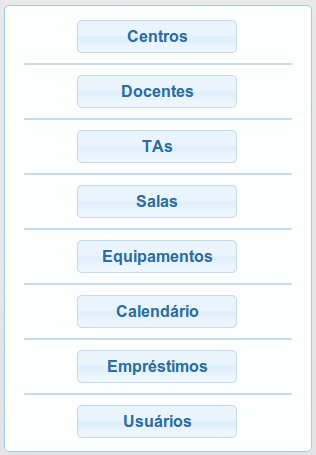 Centros
Docentes
TAs
Salas
Equipamentos
Calendário
Empréstimos
Usuários